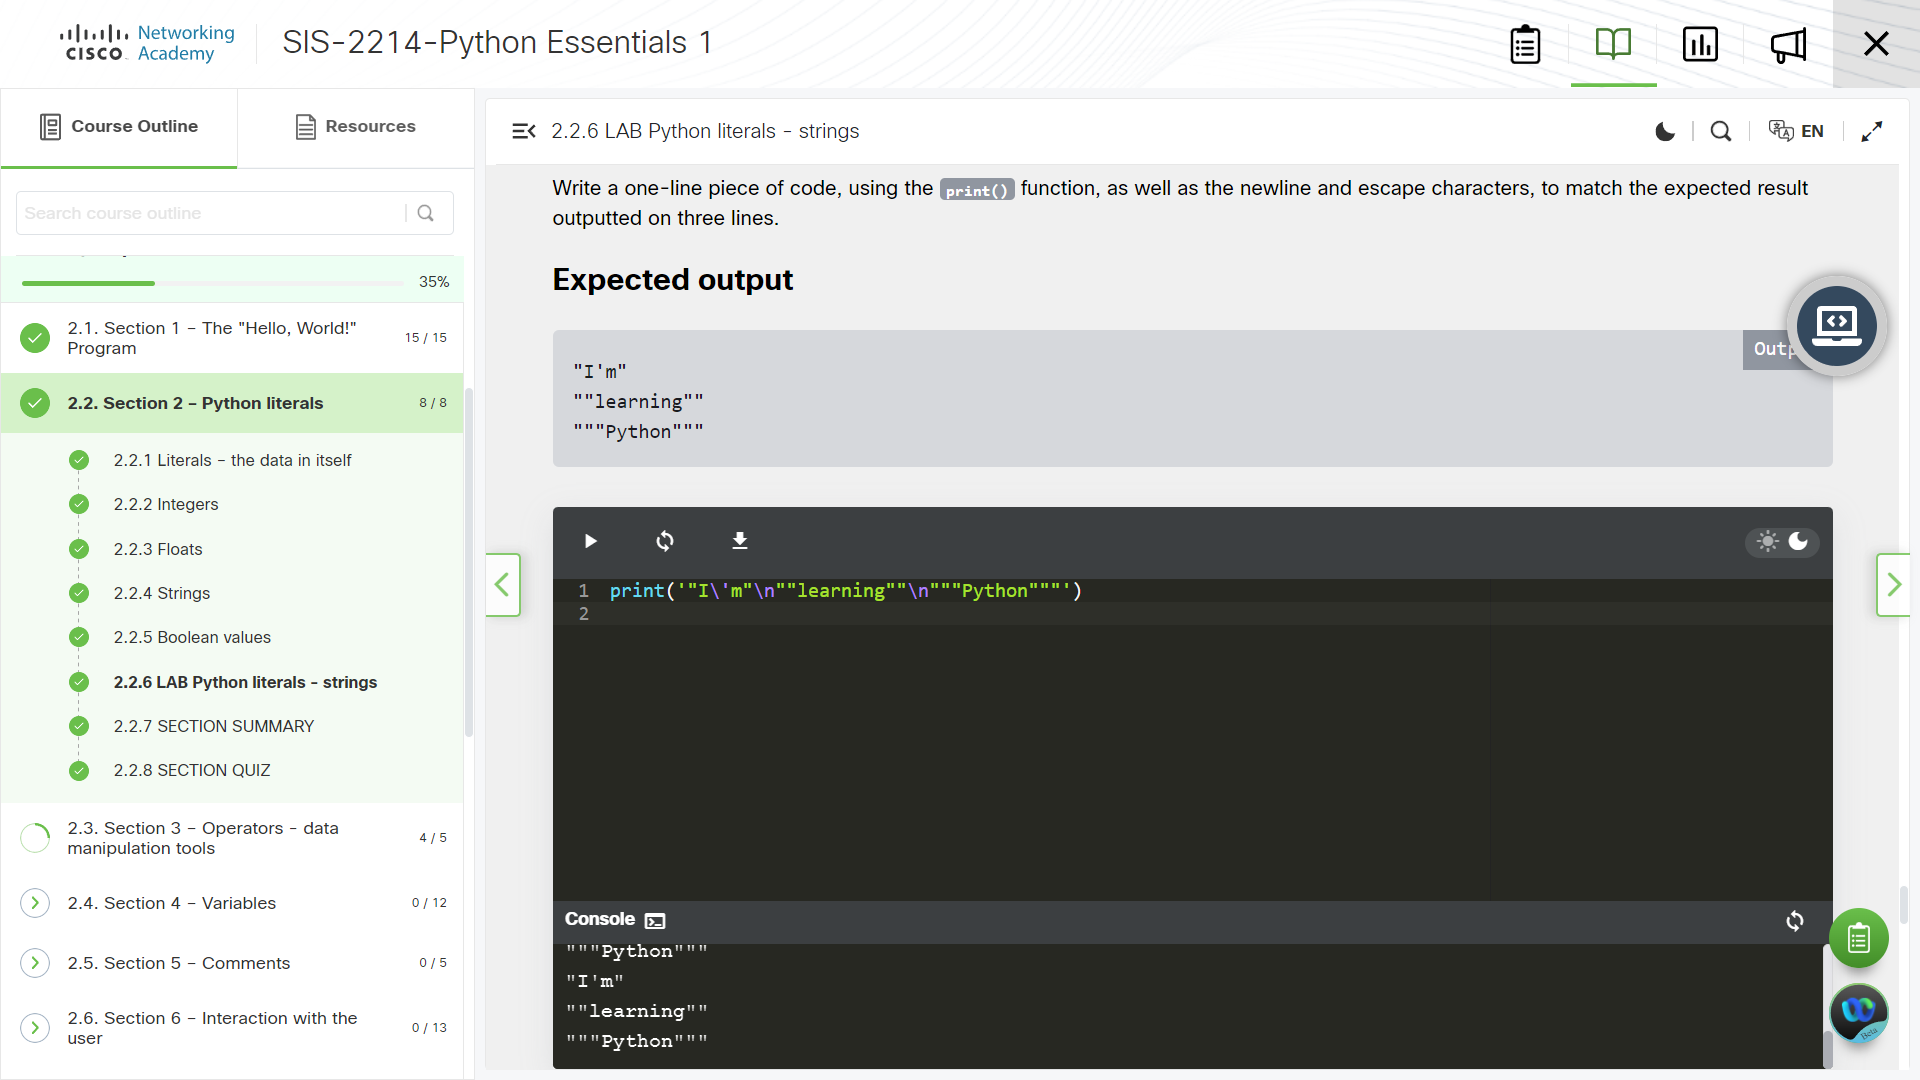 CISCO
Networking
Academy
SIS-2214-Python Essentials 1
Course Outline
Resources
Search course outline
35%
2.1. Section 1 – The "Hello, World!"
Program
15 / 15
2.2. Section 2 – Python literals
8 / 8
2.2.1 Literals – the data in itself
2.2.2 Integers
2.2.3 Floats
2.2.4 Strings
2.2.5 Boolean values
2.2.6 LAB Python literals - strings
2.2.7 SECTION SUMMARY
2.2.8 SECTION QUIZ
2.3. Section 3 – Operators - data
manipulation tools
4 / 5
2.4. Section 4 – Variables
0 / 12
2.5. Section 5 – Comments
0 / 5
2.6. Section 6 – Interaction with the
user
0 / 13
2.2.6 LAB Python literals - strings
EN
Write a one-line piece of code, using the print() function, as well as the newline and escape characters, to match the expected result
outputted on three lines.
Expected output
"I'm"
""learning""
"""Python"""
1 print('"I\'m"\n""learning""\n"""Python"""')
2
Console
"""Python"""
"I'm"
""learning""
"""Python"""
Beta